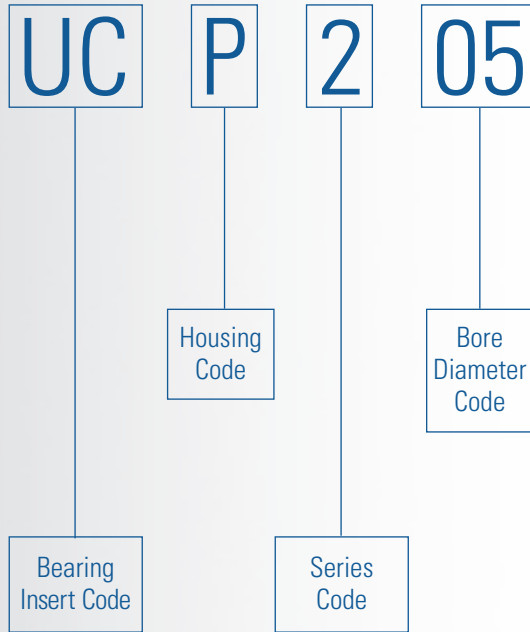 UC P 2 05
Housing
Code
Bore
Diameter
Code
Bearing
Insert Code
Series
Code